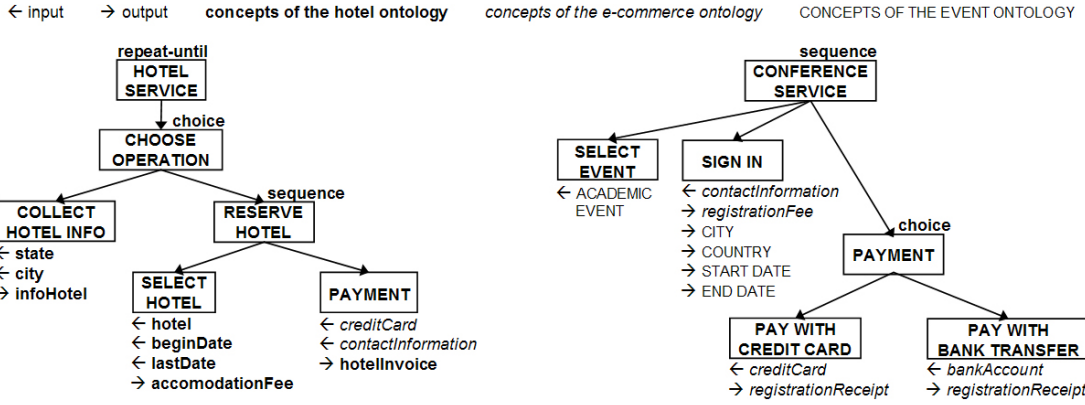 ← input → output concepts of the hotel ontology concepts of the e-commerce ontology CONCEPTS OF THE EVENT ONTOLOGY
repeat-until
HOTEL
SERVICE
choice
CHOOSE
OPERATION
COLLECT
HOTEL INFO
← state
← city
→ infoHotel
sequence
RESERVE
HOTEL
SELECT
HOTEL
← hotel
← beginDate
← lastDate
→ accomodationFee
PAYMENT
← creditCard
← contactInformation
→ hotelInvoice
sequence
CONFERENCE
SERVICE
SELECT
EVENT
← ACADEMIC
EVENT
SIGN IN
← contactInformation
→ registrationFee
→ CITY
→ COUNTRY
→ START DATE
→ END DATE
choice
PAYMENT
PAY WITH
CREDIT CARD
← creditCard
→ registrationReceipt
PAY WITH
BANK TRANSFER
← bankAccount
→ registrationReceipt